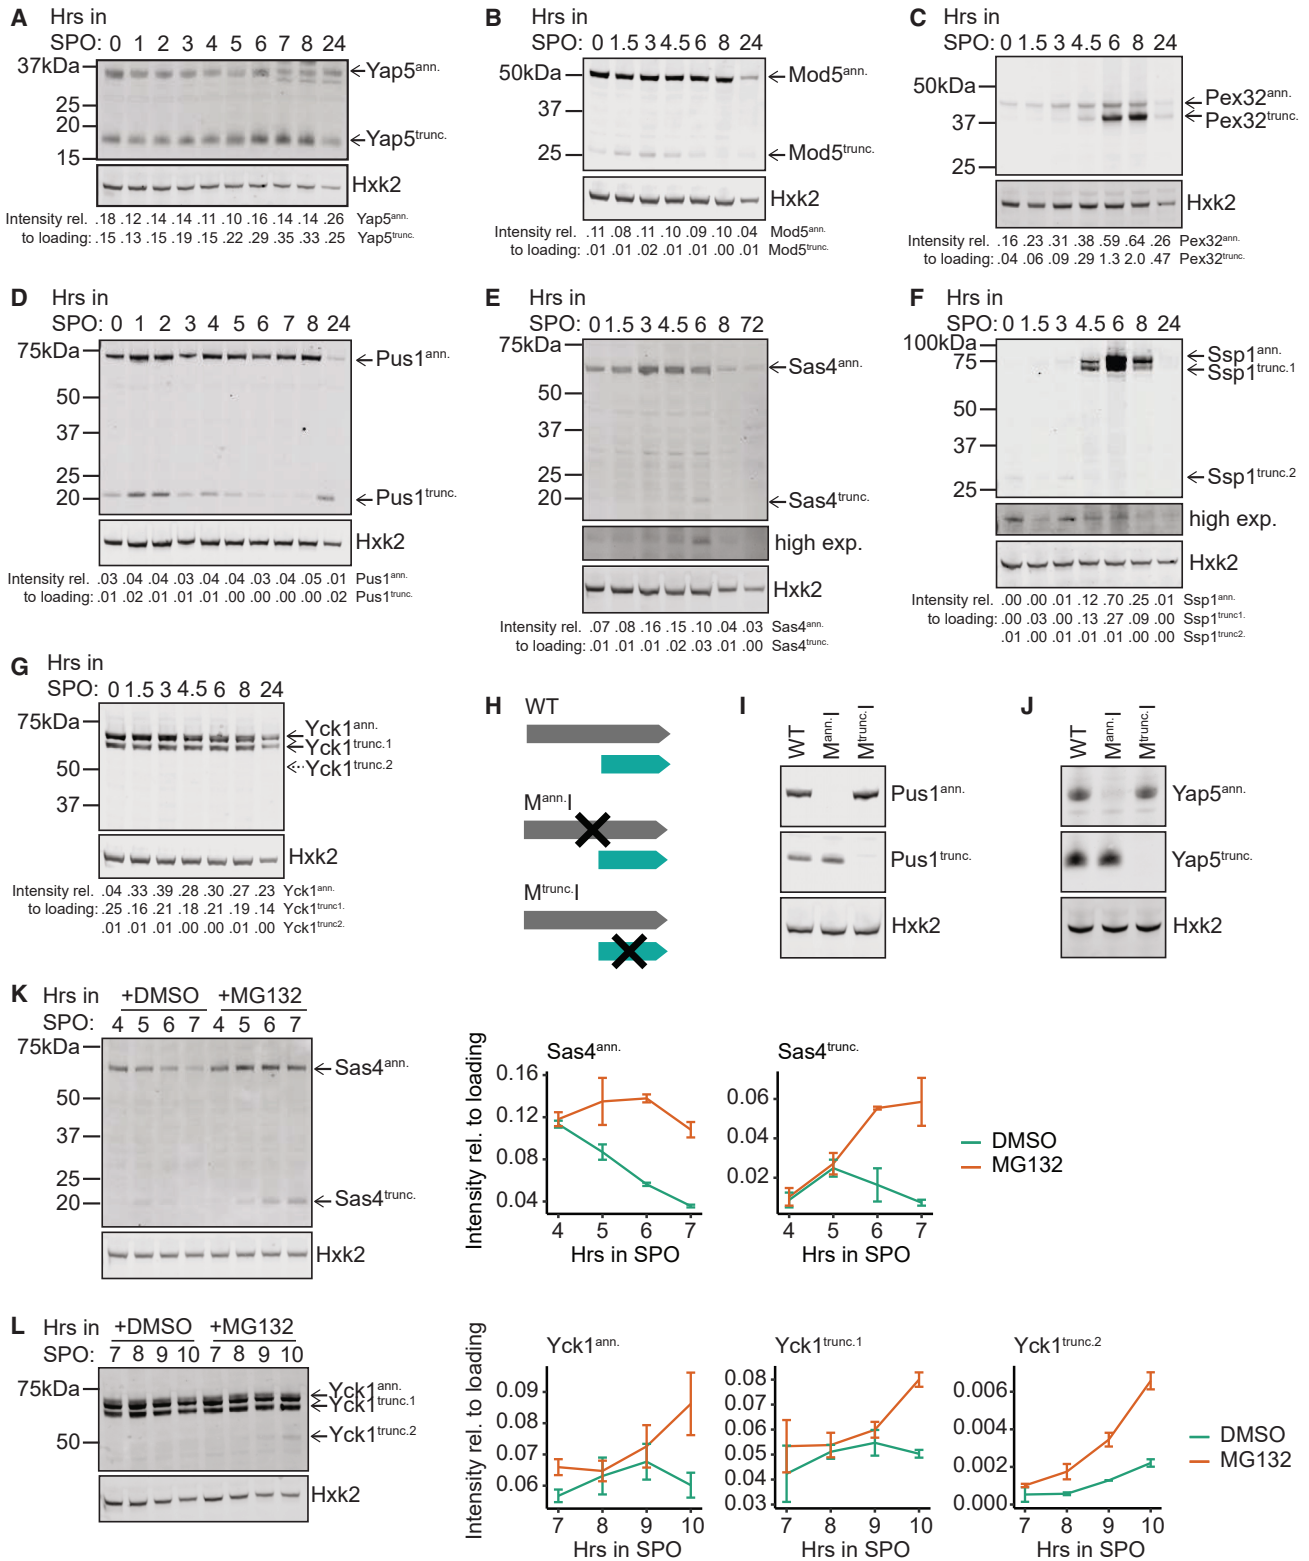 A Hrs in
SPO: 0 1 2 3 4 5 6 7 8 24
37kDa
25
20
15
Yap5ann.
Yap5trunc.
Hxk2
Intensity rel. .18 .12 .14 .14 .11 .10 .16 .14 .14 .26 Yap5ann.
to loading: .15 .13 .15 .19 .15 .22 .29 .35 .33 .25 Yap5trunc.
B Hrs in
SPO: 0 1.5 3 4.5 6 8 24
50kDa
37
25
Mod5ann.
Mod5trunc.
Hxk2
Intensity rel. .11 .08 .11 .10 .09 .10 .04 Mod5ann.
to loading: .01 .01 .02 .01 .01 .00 .01 Mod5trunc.
C Hrs in
SPO: 0 1.5 3 4.5 6 8 24
50kDa
37
25
Pex32ann.
Pex32trunc.
Hxk2
Intensity rel. .16 .23 .31 .38 .59 .64 .26 Pex32ann.
to loading: .04 .06 .09 .29 1.3 2.0 .47 Pex32trunc.
D Hrs in
SPO: 0 1 2 3 4 5 6 7 8 24
75kDa
50
37
25
20
Pus1ann.
Pus1trunc.
Hxk2
Intensity rel. .03 .04 .04 .03 .04 .04 .03 .04 .05 .01 Pus1ann.
to loading: .01 .02 .01 .01 .01 .00 .00 .00 .00 .02 Pus1trunc.
E Hrs in
SPO: 0 1.5 3 4.5 6 8 72
75kDa
50
37
25
20
Sas4ann.
Sas4trunc.
high exp.
Hxk2
Intensity rel. .07 .08 .16 .15 .10 .04 .03 Sas4ann.
to loading: .01 .01 .01 .02 .03 .01 .00 Sas4trunc.
F Hrs in
SPO: 0 1.5 3 4.5 6 8 24
100kDa
75
50
37
25
Ssp1ann.
Ssp1trunc.1
Ssp1trunc.2
high exp.
Hxk2
Intensity rel. .00 .00 .01 .12 .70 .25 .01 Ssp1ann.
to loading: .00 .03 .00 .13 .27 .09 .00 Ssp1trunc1.
.01 .00 .01 .01 .01 .00 .00 Ssp1trunc2.
G Hrs in
SPO: 0 1.5 3 4.5 6 8 24
75kDa
50
37
Yck1ann.
Yck1trunc.1
Yck1trunc.2
Hxk2
Intensity rel. .04 .33 .39 .28 .30 .27 .23 Yck1ann.
to loading: .25 .16 .21 .18 .21 .19 .14 Yck1trunc1.
.01 .01 .01 .00 .00 .01 .00 Yck1trunc2.
H WT
Mann.I
Mtrunc.I
I WT Mann.I Mtrunc.I
Pus1ann.
Pus1trunc.
Hxk2
J WT Mann.I Mtrunc.I
Yap5ann.
Yap5trunc.
Hxk2
K Hrs in +DMSO +MG132
SPO: 4 5 6 7 4 5 6 7
75kDa
50
37
25
20
Sas4ann.
Sas4trunc.
Hxk2
Intensity rel. to loading
Sas4ann.
0.16
0.12
0.08
0.04
4 5 6 7
Hrs in SPO
Sas4trunc.
0.06
0.04
0.02
4 5 6 7
Hrs in SPO
DMSO
MG132
L Hrs in +DMSO +MG132
SPO: 7 8 9 10 7 8 9 10
75kDa
50
Yck1ann.
Yck1trunc.1
Yck1trunc.2
Hxk2
Intensity rel. to loading
Yck1ann.
0.09
0.08
0.07
0.06
7 8 9 10
Hrs in SPO
Yck1trunc.1
0.08
0.07
0.06
0.05
0.04
0.03
7 8 9 10
Hrs in SPO
Yck1trunc.2
0.006
0.004
0.002
0.000
7 8 9 10
Hrs in SPO
DMSO
MG132